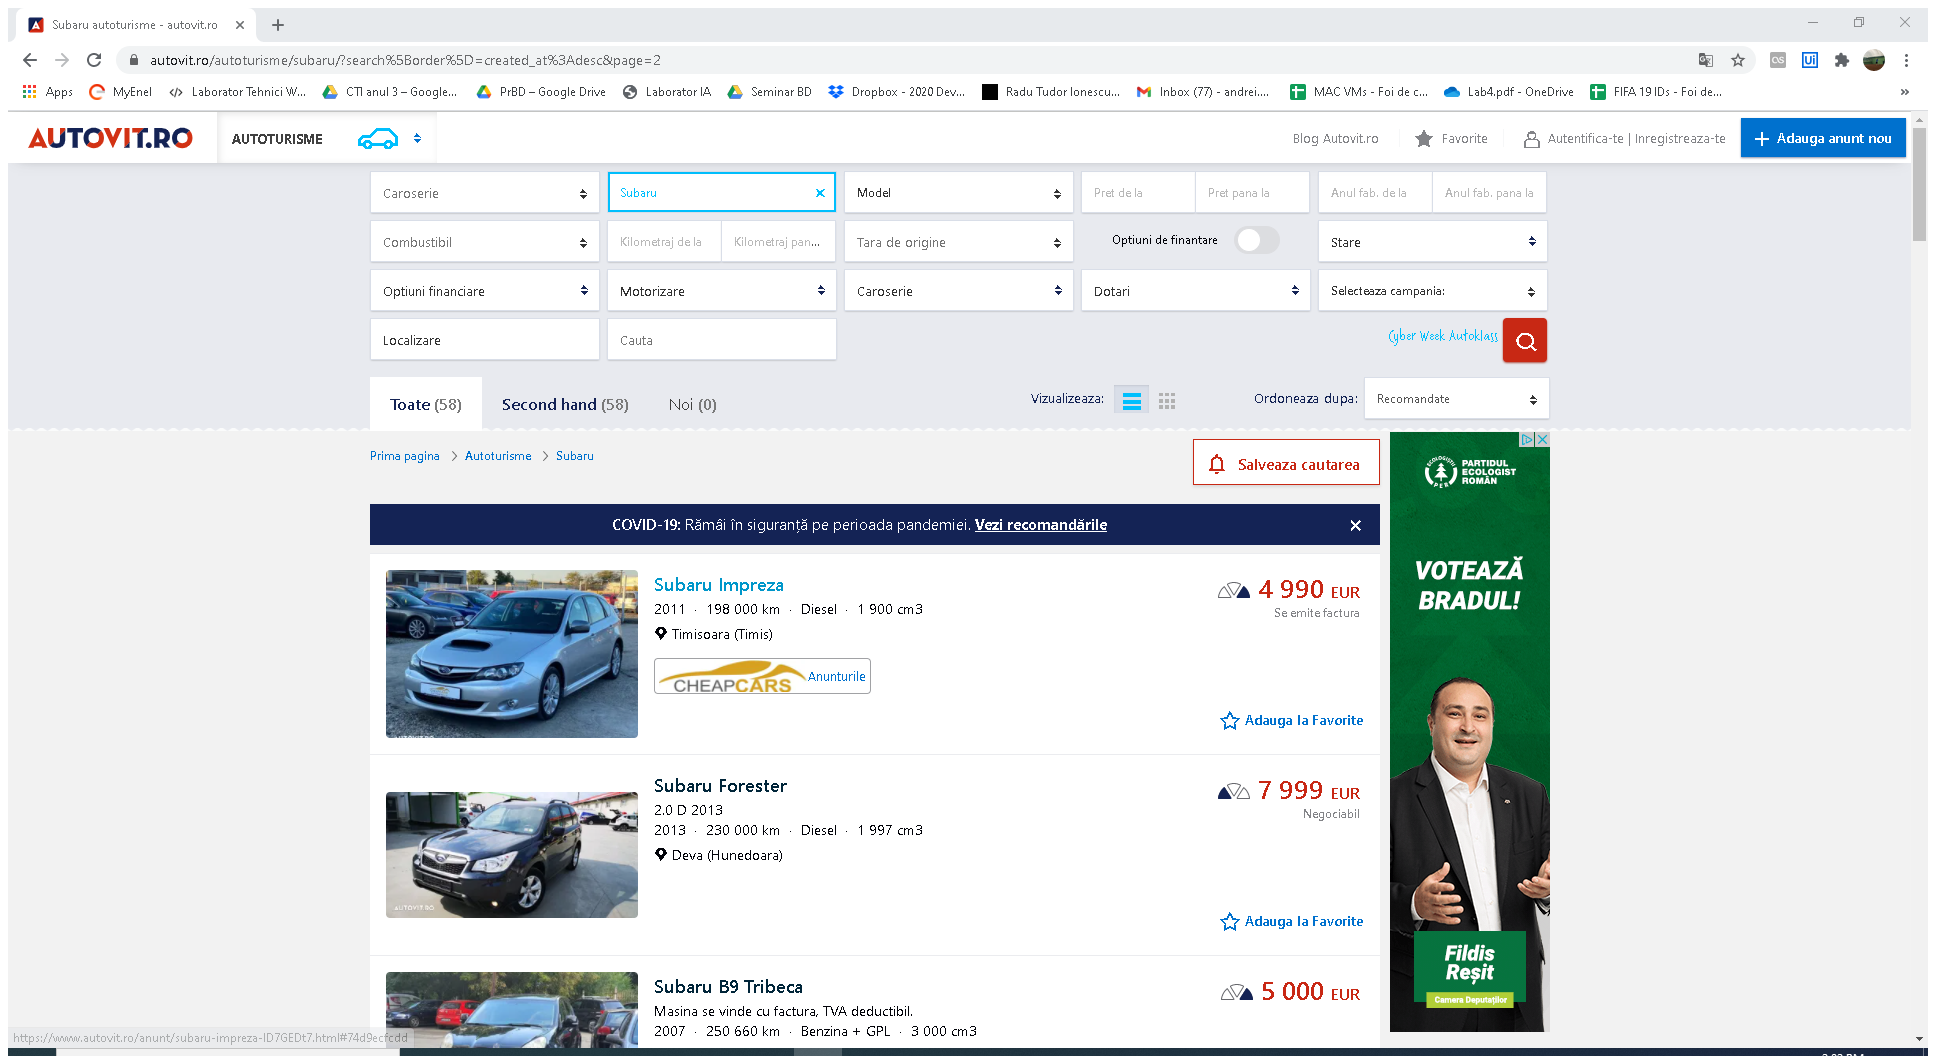 Subaru autoturisme - autovit.ro
autovit.ro/autoturisme/subaru/?search%5Border%5D=created_at%3Adesc&page=2
Apps MyEnel Laborator Tehnici W... CTI anul 3 – Google... PrBD – Google Drive Laborator IA Seminar BD Dropbox - 2020 Dev... Radu Tudor Ionescu... Inbox (77) - andrei.... MAC VMs - Foi de c... Lab4.pdf - OneDrive FIFA 19 IDs - Foi de... »
AUTOVIT.RO AUTOTURISME Blog Autovit.ro Favorite Autentifica-te | Inregistreaza-te Adauga anunt nou
Caroserie Subaru Model Pret de la Pret pana la Anul fab. de la Anul fab. pana la
Combustibil Kilometraj de la Kilometraj pan... Tara de origine Optiuni de finantare Stare
Optiuni financiare Motorizare Caroserie Dotari Selecteaza campania:
Localizare Cauta Cyber Week Autoklass
Toate (58) Second hand (58) Noi (0) Vizualizeaza: Ordoneaza dupa: Recomandate
Prima pagina > Autoturisme > Subaru
Salveaza cautarea
COVID-19: Rămâi în siguranță pe perioada pandemiei. Vezi recomandările
Subaru Impreza
4 990 EUR
2011 · 198 000 km · Diesel · 1 900 cm3
Se emite factura
Timisoara (Timis)
CHEAPCARS Anunturile
Adauga la Favorite
AUTOVIT.RO
Subaru Forester
7 999 EUR
2.0 D 2013
Negociabil
2013 · 230 000 km · Diesel · 1 997 cm3
Deva (Hunedoara)
AUTOVIT.RO
Adauga la Favorite
Subaru B9 Tribeca
5 000 EUR
Masina se vinde cu factura, TVA deductibil.
2007 · 250 660 km · Benzina + GPL · 3 000 cm3
ECOLOGIȘTII
PER
PARTIDUL
ECOLOGIST
ROMÂN
VOTEAZĂ
BRADUL!
Fildis
Reșit
Camera Deputaților
https://www.autovit.ro/anunt/subaru-impreza-ID7GEDt7.html#74d9ecfcdd